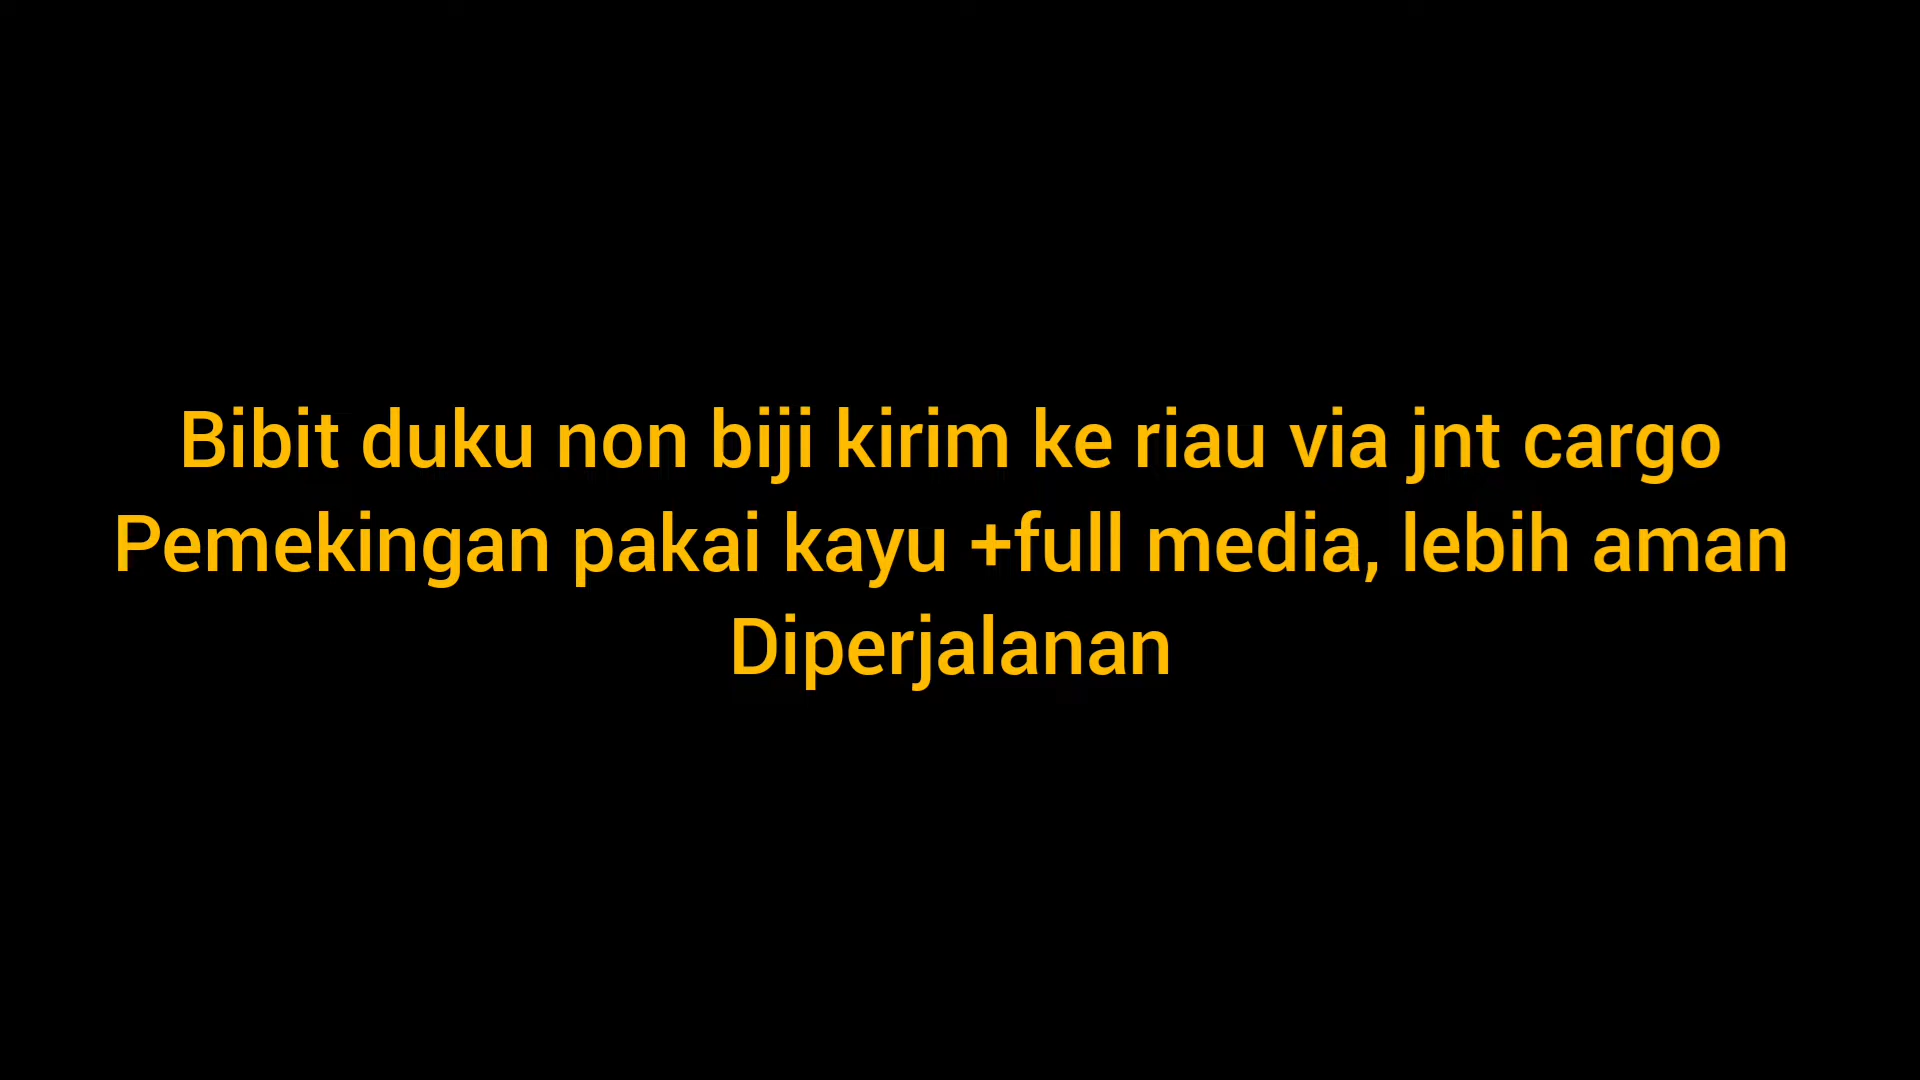 Bibit duku non biji kirim ke riau via jnt cargo
Pemekingan pakai kayu +full media, lebih aman
Diperjalanan